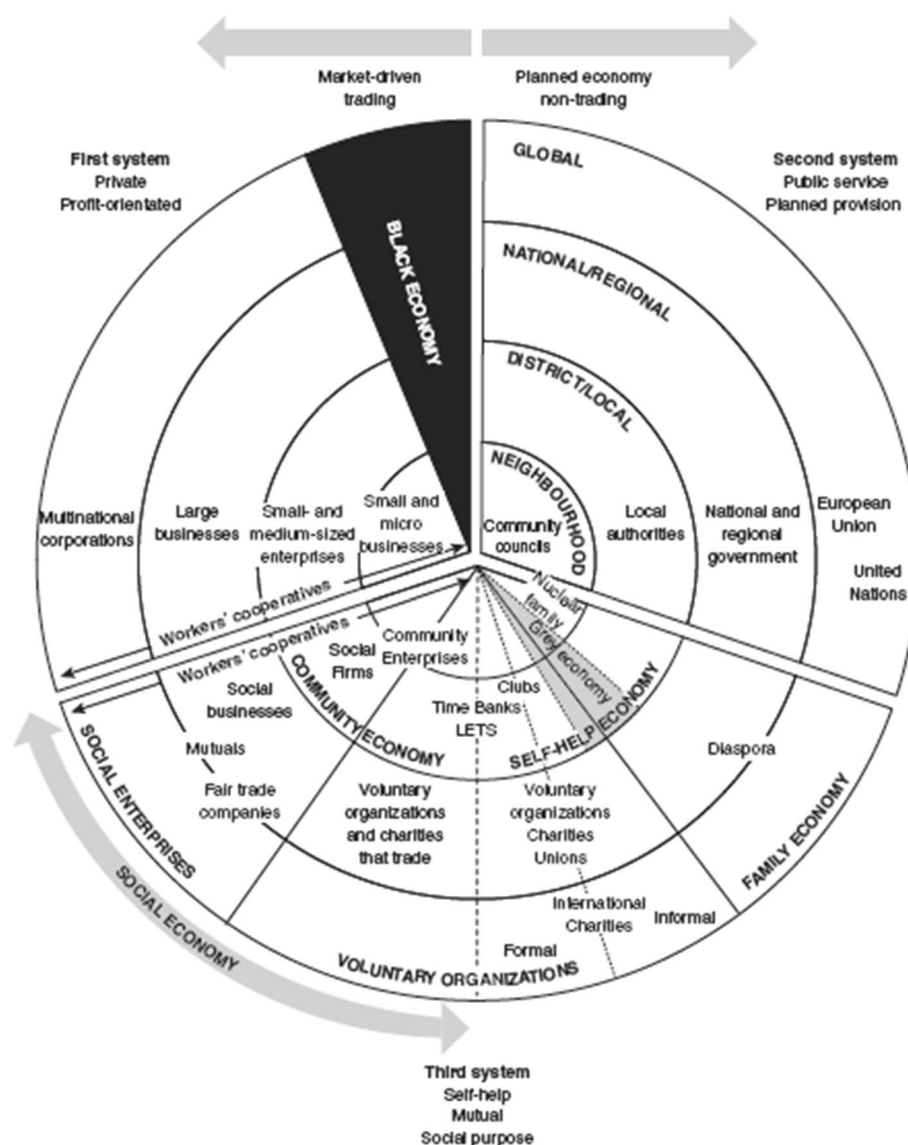 Market-driven
trading
Planned economy
non-trading
First system
Private
Profit-orientated
Second system
Public service
Planned provision
GLOBAL
NATIONAL/REGIONAL
DISTRICT/LOCAL
NEIGHBOURHOOD
BLACK ECONOMY
Multinational
corporations
Large
businesses
Small- and
medium-sized
enterprises
Small and
micro
businesses
Community
councils
Local
authorities
National and
regional
government
European
Union
United
Nations
Workers' cooperatives
Workers' cooperatives
Nuclear
family
Grey economy
Social
Firms
Community
Enterprises
Social
businesses
COMMUNITY ECONOMY
Clubs
Time Banks
LETS
SELF-HELP ECONOMY
Mutuals
Fair trade
companies
Diaspora
Voluntary
organizations
and charities
that trade
Voluntary
organizations
Charities
Unions
SOCIAL ENTERPRISES
FAMILY ECONOMY
International
Charities
Informal
Formal
VOLUNTARY ORGANIZATIONS
SOCIAL ECONOMY
Third system
Self-help
Mutual
Social purpose